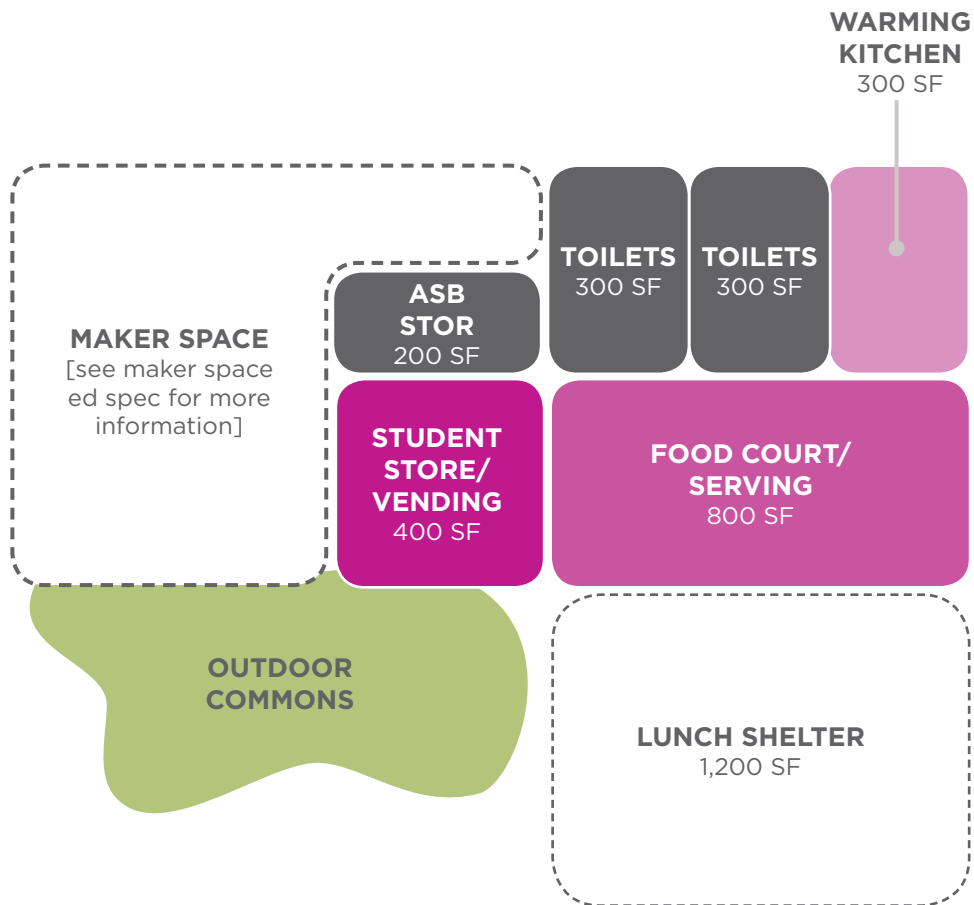 WARMING
KITCHEN
300 SF
TOILETS
300 SF
TOILETS
300 SF
ASB
STOR
200 SF
MAKER SPACE
[see maker space
ed spec for more
information]
STUDENT
STORE/
VENDING
400 SF
FOOD COURT/
SERVING
800 SF
OUTDOOR
COMMONS
LUNCH SHELTER
1,200 SF